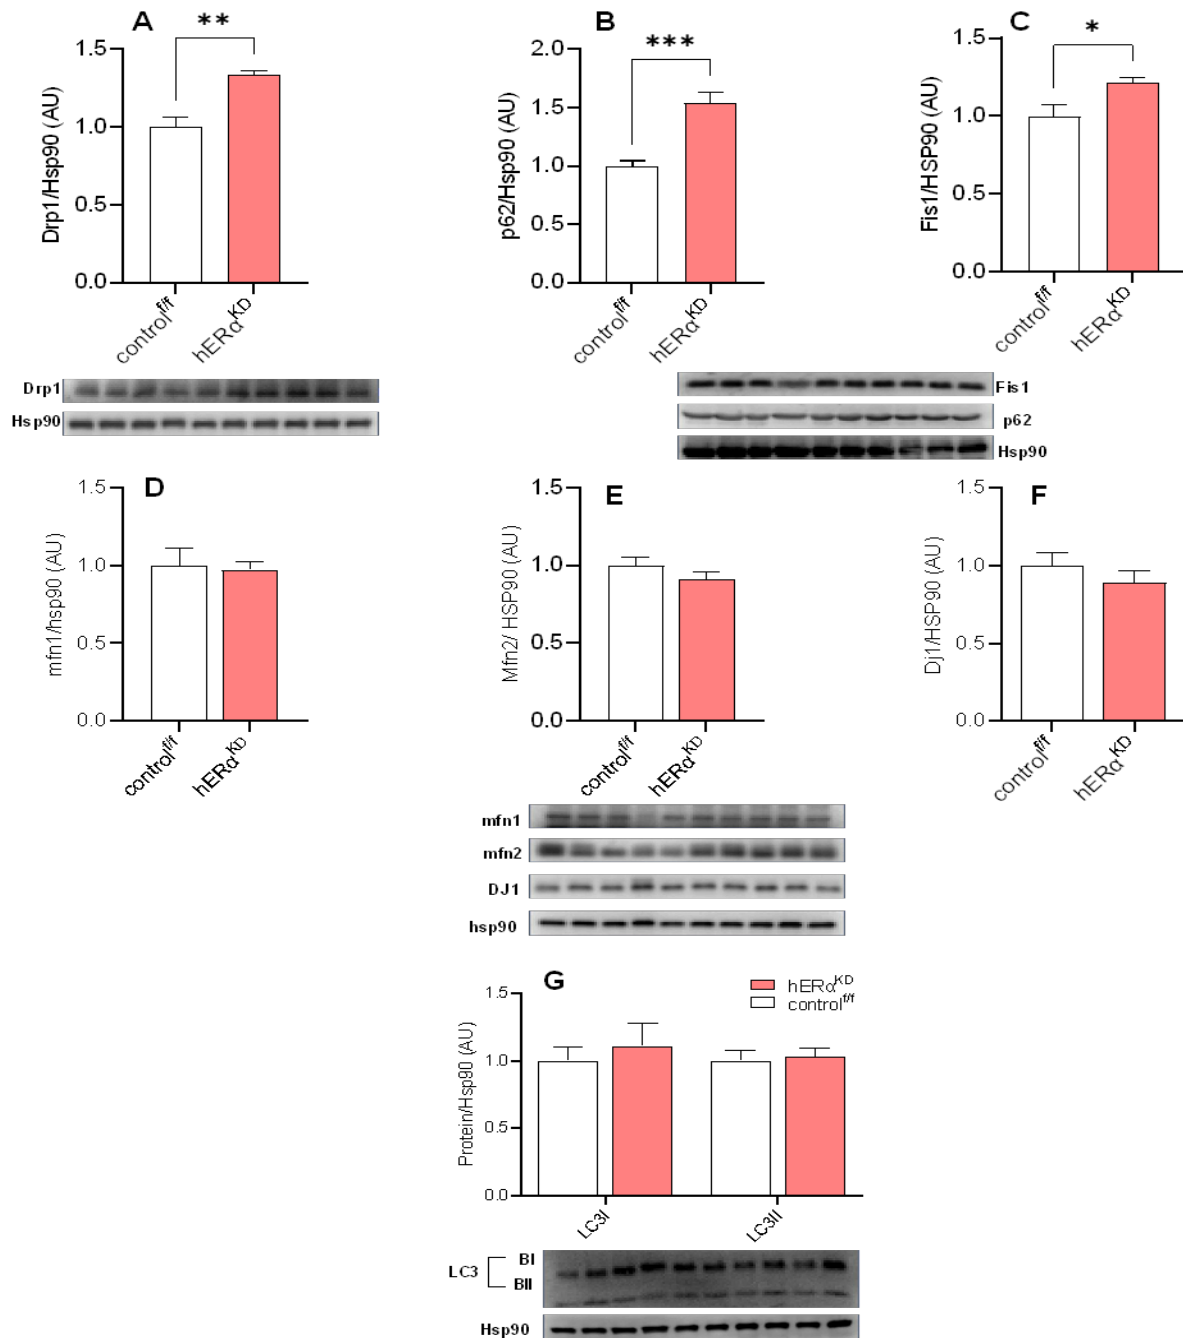 A
**
Drp1/Hsp90 (AU)
1.5
1.0
0.5
0.0
control^f/f
hERα^KD
B
***
p62/Hsp90 (AU)
2.0
1.5
1.0
0.5
0.0
control^f/f
hERα^KD
C
*
Fis1/HSP90 (AU)
1.5
1.0
0.5
0.0
control^f/f
hERα^KD
Drp1
Hsp90
Fis1
p62
Hsp90
D
mfn1/hsp90 (AU)
1.5
1.0
0.5
0.0
control^f/f
hERα^KD
E
Mfn2/ HSP90 (AU)
1.5
1.0
0.5
0.0
control^f/f
hERα^KD
F
Dj1/HSP90 (AU)
1.5
1.0
0.5
0.0
control^f/f
hERα^KD
mfn1
mfn2
DJ1
hsp90
G
hERα^KD
control^f/f
Protein/Hsp90 (AU)
1.5
1.0
0.5
0.0
LC3I
LC3II
LC3
BI
BII
Hsp90